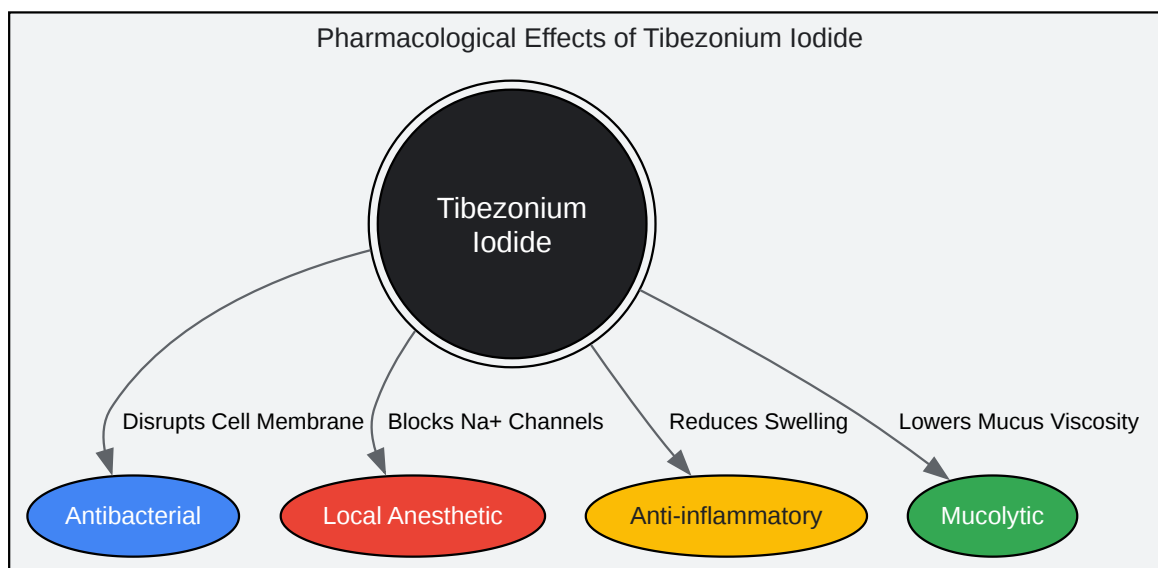 Pharmacological Effects of Tibezonium Iodide
Tibezonium
Iodide
Disrupts Cell Membrane
Blocks Na+ Channels
Reduces Swelling
Lowers Mucus Viscosity
Antibacterial
Local Anesthetic
Anti-inflammatory
Mucolytic